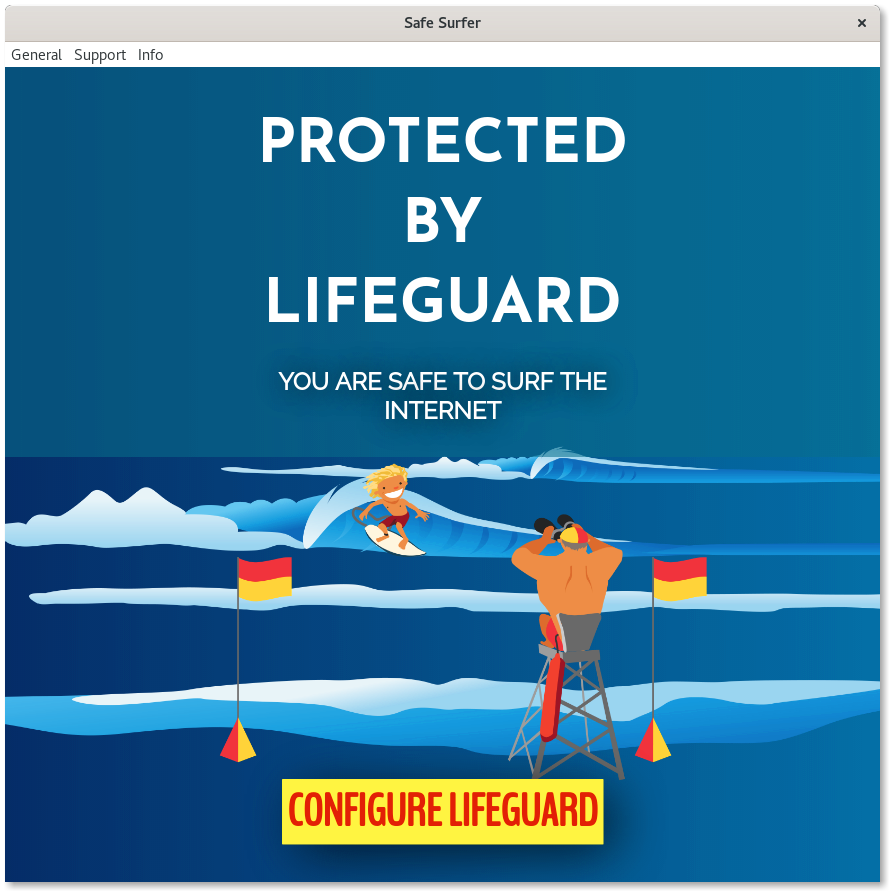 Safe Surfer ×
General Support Info
PROTECTED
BY
LIFEGUARD
YOU ARE SAFE TO SURF THE
INTERNET
CONFIGURE LIFEGUARD